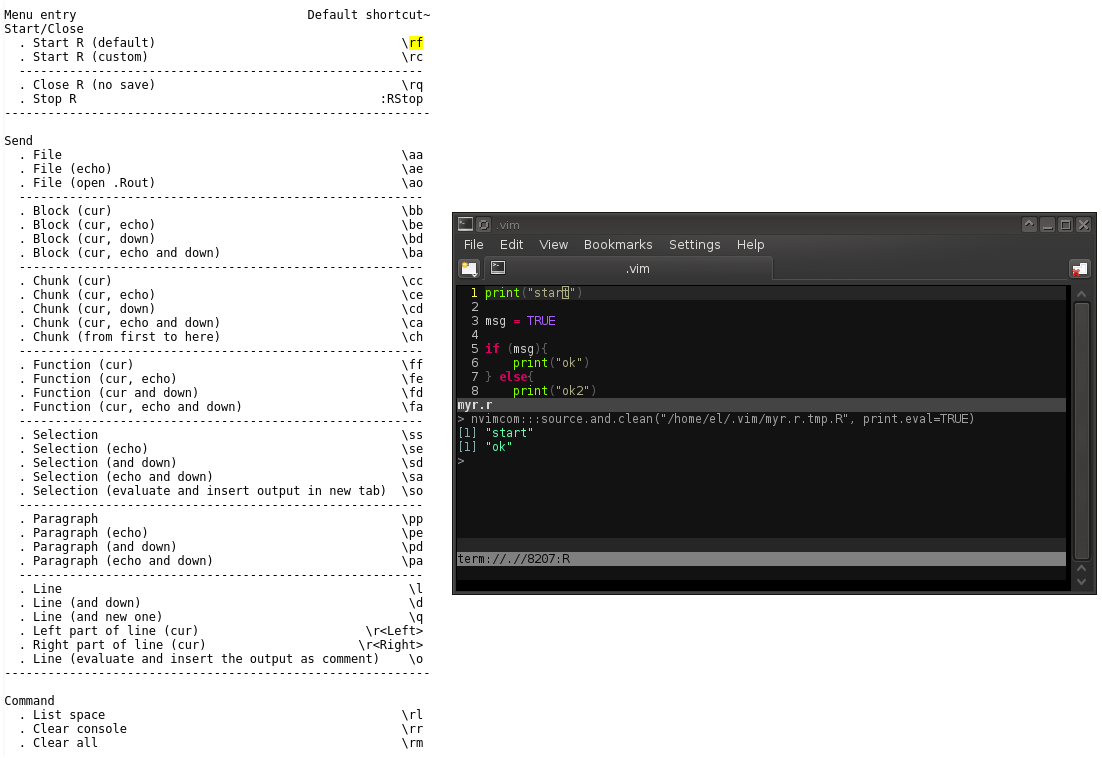 Menu entry                                Default shortcut~
Start/Close
  . Start R (default)                                  \rf
  . Start R (custom)                                   \rc
  --------------------------------------------------------
  . Close R (no save)                                  \rq
  . Stop R                                          :RStop
-----------------------------------------------------------

Send
  . File                                               \aa
  . File (echo)                                        \ae
  . File (open .Rout)                                  \ao
  --------------------------------------------------------
  . Block (cur)                                        \bb
  . Block (cur, echo)                                  \be
  . Block (cur, down)                                  \bd
  . Block (cur, echo and down)                         \ba
  --------------------------------------------------------
  . Chunk (cur)                                        \cc
  . Chunk (cur, echo)                                  \ce
  . Chunk (cur, down)                                  \cd
  . Chunk (cur, echo and down)                         \ca
  . Chunk (from first to here)                         \ch
  --------------------------------------------------------
  . Function (cur)                                     \ff
  . Function (cur, echo)                               \fe
  . Function (cur and down)                            \fd
  . Function (cur, echo and down)                      \fa
  --------------------------------------------------------
  . Selection                                          \ss
  . Selection (echo)                                   \se
  . Selection (and down)                               \sd
  . Selection (echo and down)                          \sa
  . Selection (evaluate and insert output in new tab)  \so
  --------------------------------------------------------
  . Paragraph                                          \pp
  . Paragraph (echo)                                   \pe
  . Paragraph (and down)                               \pd
  . Paragraph (echo and down)                          \pa
  --------------------------------------------------------
  . Line                                                \l
  . Line (and down)                                     \d
  . Line (and new one)                                  \q
  . Left part of line (cur)                       \r<Left>
  . Right part of line (cur)                     \r<Right>
  . Line (evaluate and insert the output as comment)    \o
-----------------------------------------------------------

Command
  . List space                                         \rl
  . Clear console                                      \rr
  . Clear all                                          \rm
.vim
File Edit View Bookmarks Settings Help
.vim
1 print("start")
2
3 msg = TRUE
4
5 if (msg){
6     print("ok")
7 } else{
8     print("ok2")
myr.r
> nvimcom:::source.and.clean("/home/el/.vim/myr.r.tmp.R", print.eval=TRUE)
[1] "start"
[1] "ok"
>
term://.//8207:R